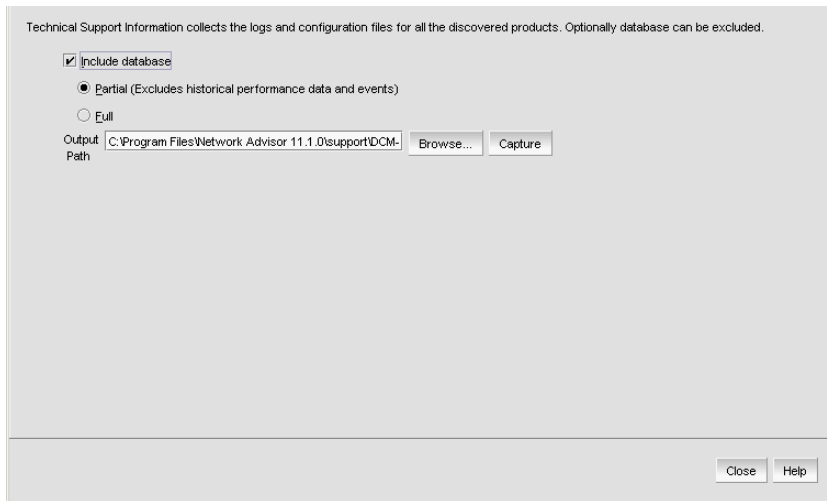 Technical Support Information collects the logs and configuration files for all the discovered products. Optionally database can be excluded.
Include database
Partial (Excludes historical performance data and events)
Full
Output Path C:\Program Files\Network Advisor 11.1.0\support\DCM- Browse... Capture
Close Help